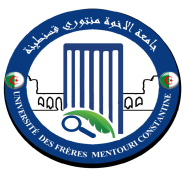 جامعة الاخوة منتوري قسنطينة
UNIVERSITÉ DES FRÈRES MENTOURI CONSTANTINE